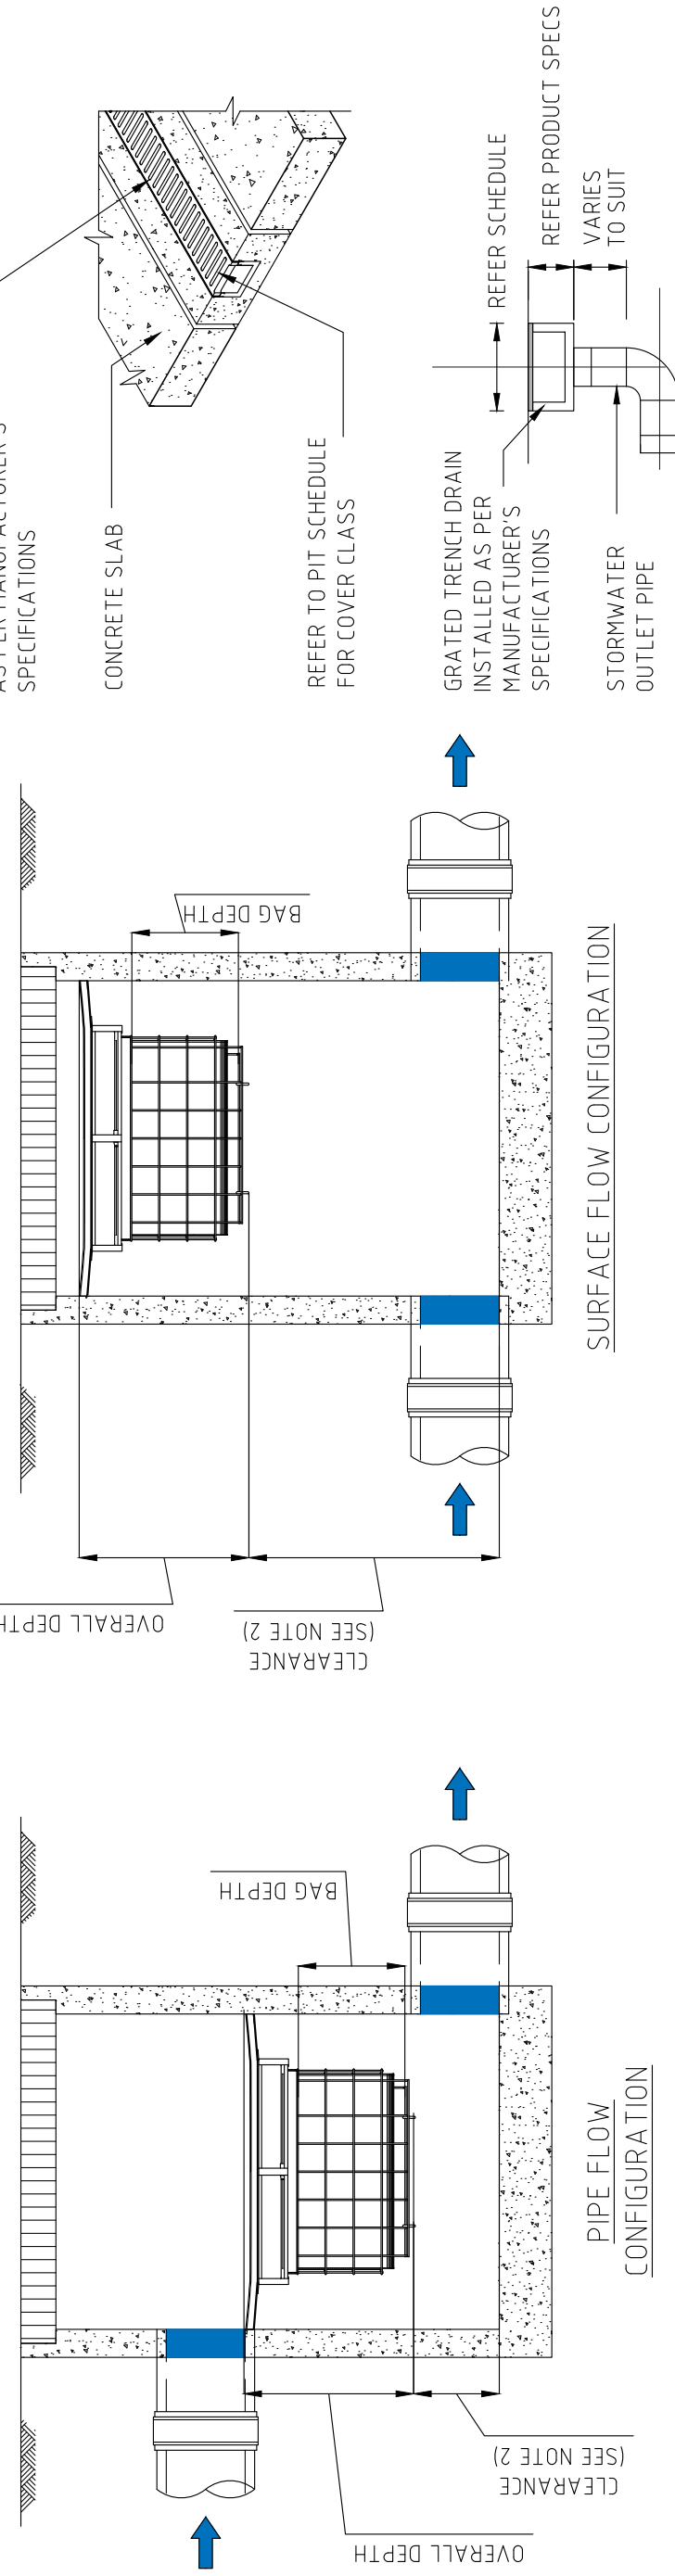 AS PER MANUFACTURER'S
SPECIFICATIONS
CONCRETE SLAB
REFER TO PIT SCHEDULE
FOR COVER CLASS
GRATED TRENCH DRAIN
INSTALLED AS PER
MANUFACTURER'S
SPECIFICATIONS
STORMWATER
OUTLET PIPE
REFER SCHEDULE
REFER PRODUCT SPECS
VARIES
TO SUIT
BAG DEPTH
OVERALL DEPTH
CLEARANCE
(SEE NOTE 2)
SURFACE FLOW CONFIGURATION
BAG DEPTH
OVERALL DEPTH
CLEARANCE
(SEE NOTE 2)
PIPE FLOW
CONFIGURATION